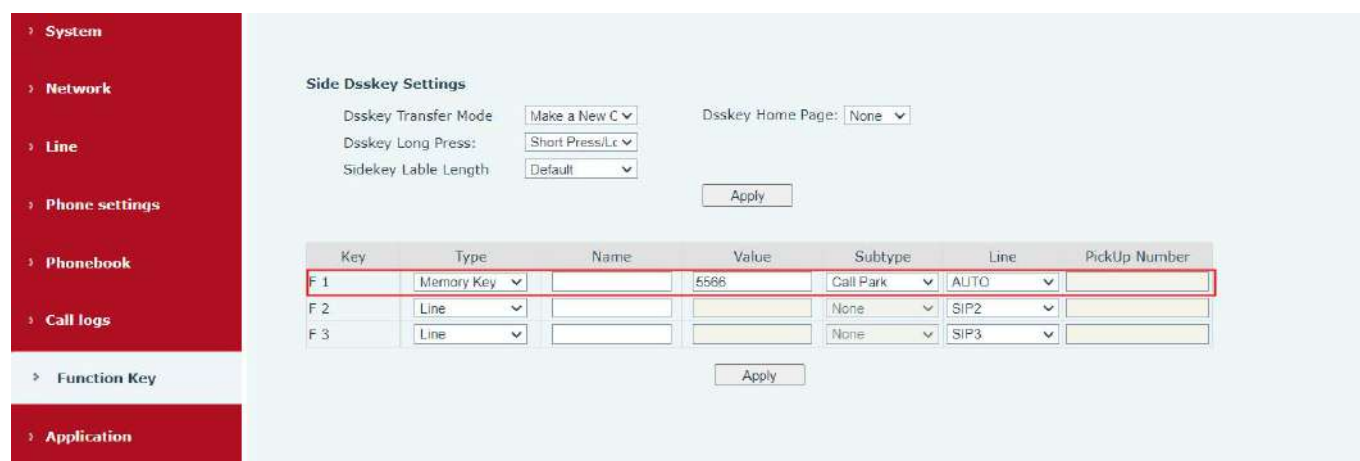 System
Network
Line
Phone settings
Phonebook
Call logs
Function Key
Application
Side Dsskey Settings
Dsskey Transfer Mode Make a New C Dsskey Home Page: None
Dsskey Long Press: Short Press/Lc
Sidekey Lable Length Default
Apply
Key Type Name Value Subtype Line PickUp Number
F 1 Memory Key 5566 Call Park AUTO
F 2 Line None SIP2
F 3 Line None SIP3
Apply